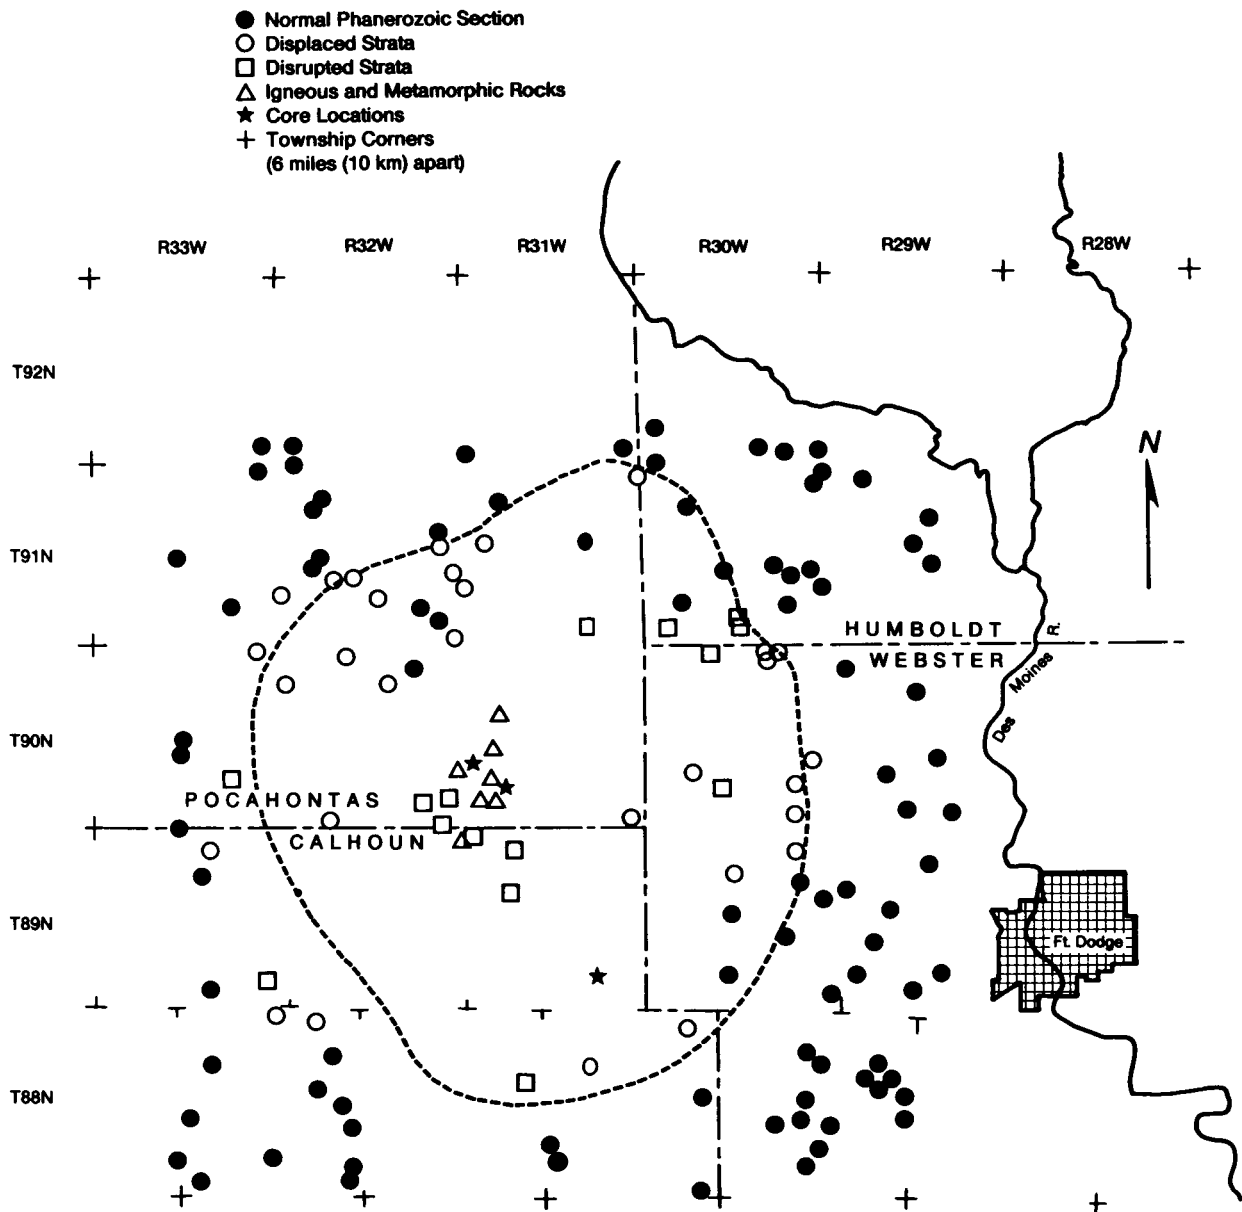 Normal Phanerozoic Section
Displaced Strata
Disrupted Strata
Igneous and Metamorphic Rocks
Core Locations
Township Corners
(6 miles (10 km) apart)
R33W
R32W
R31W
R30W
R29W
R28W
T92N
N
T91N
HUMBOLDT
WEBSTER
Des Moines R.
T90N
POCAHONTAS
CALHOUN
T89N
Ft. Dodge
T88N